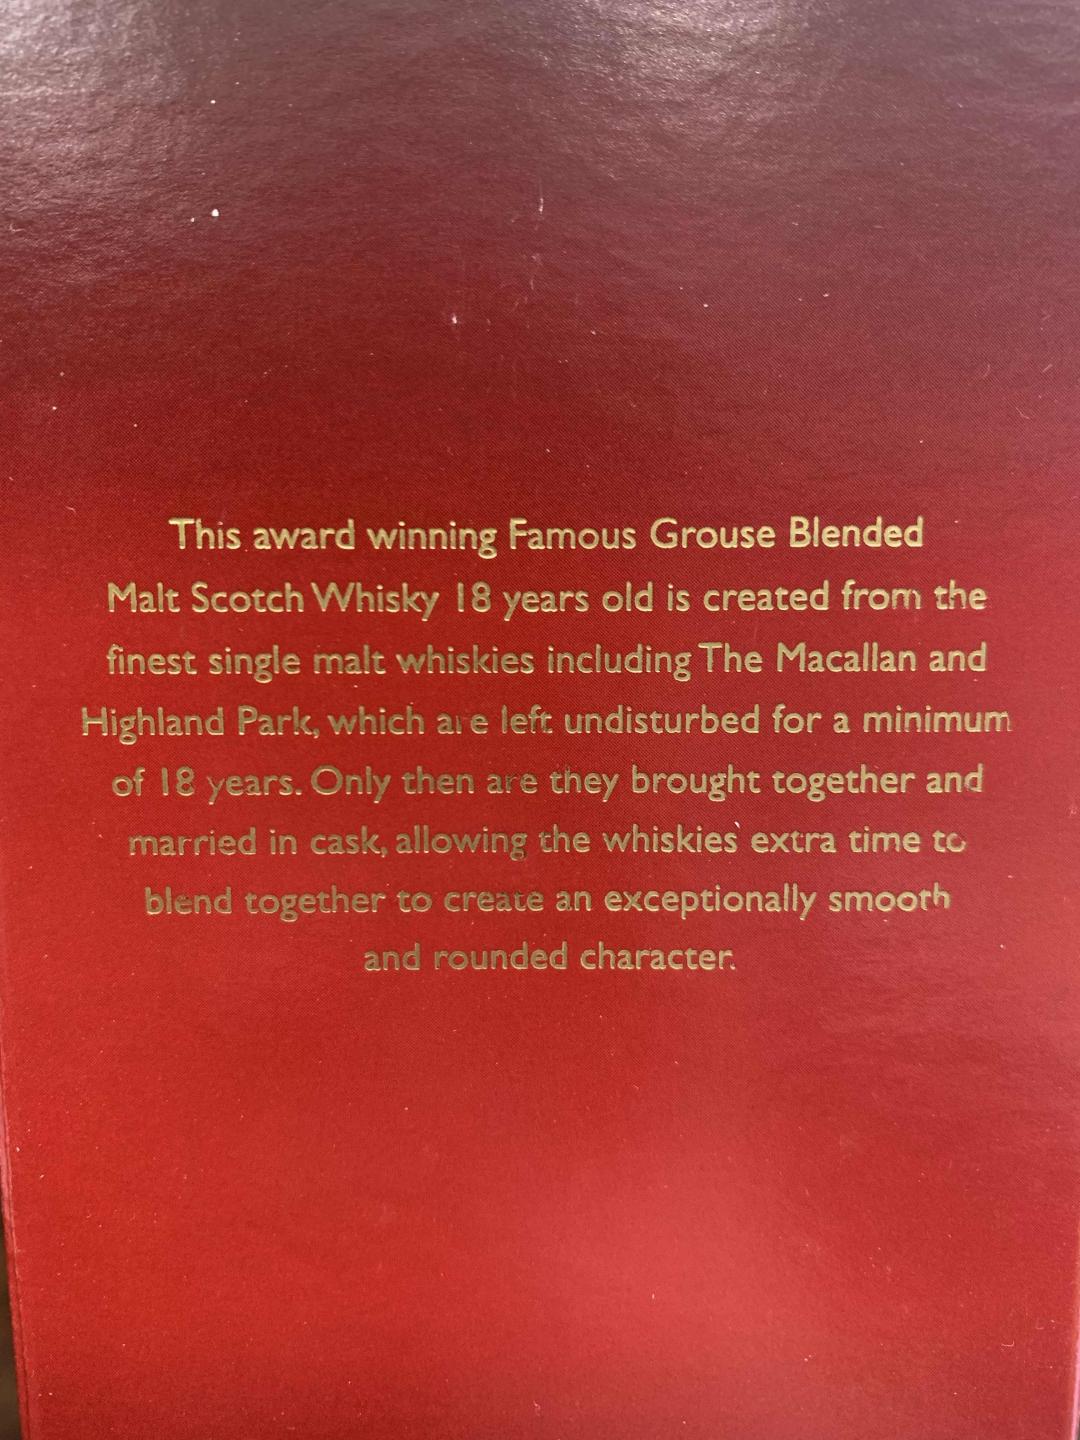 This award winning Famous Grouse Blended
Malt Scotch Whisky 18 years old is created from the
finest single malt whiskies including The Macallan and
Highland Park, which are left undisturbed for a minimum
of 18 years. Only then are they brought together and
married in cask, allowing the whiskies extra time to
blend together to create an exceptionally smooth
and rounded character.